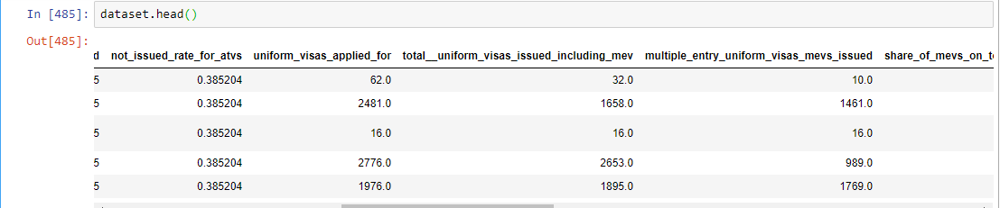 In [485]: dataset.head()
Out[485]:
d not_issued_rate_for_atvs uniform_visas_applied_for total__uniform_visas_issued_including_mev multiple_entry_uniform_visas_mevs_issued share_of_mevs_on_t
5 0.385204 62.0 32.0 10.0
5 0.385204 2481.0 1658.0 1461.0
5 0.385204 16.0 16.0 16.0
5 0.385204 2776.0 2653.0 989.0
5 0.385204 1976.0 1895.0 1769.0